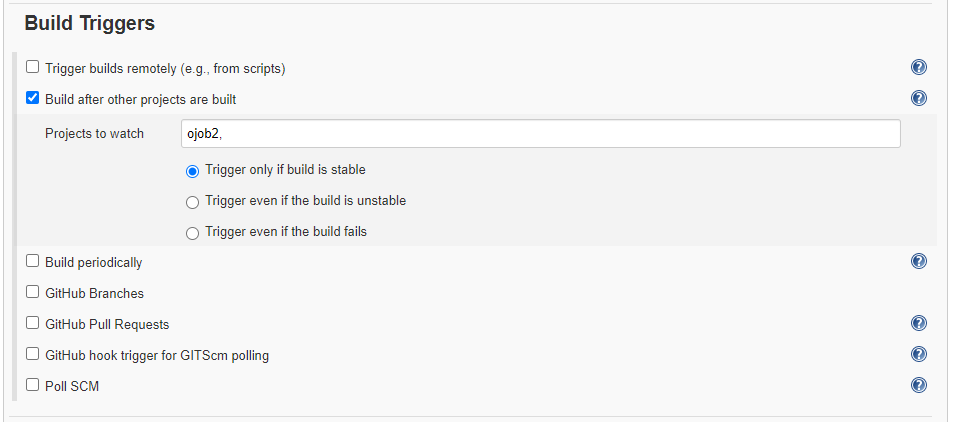 Build Triggers
Trigger builds remotely (e.g., from scripts)
?
Build after other projects are built
?
Projects to watch
ojob2,
Trigger only if build is stable
Trigger even if the build is unstable
Trigger even if the build fails
Build periodically
?
GitHub Branches
GitHub Pull Requests
?
GitHub hook trigger for GITScm polling
?
Poll SCM
?